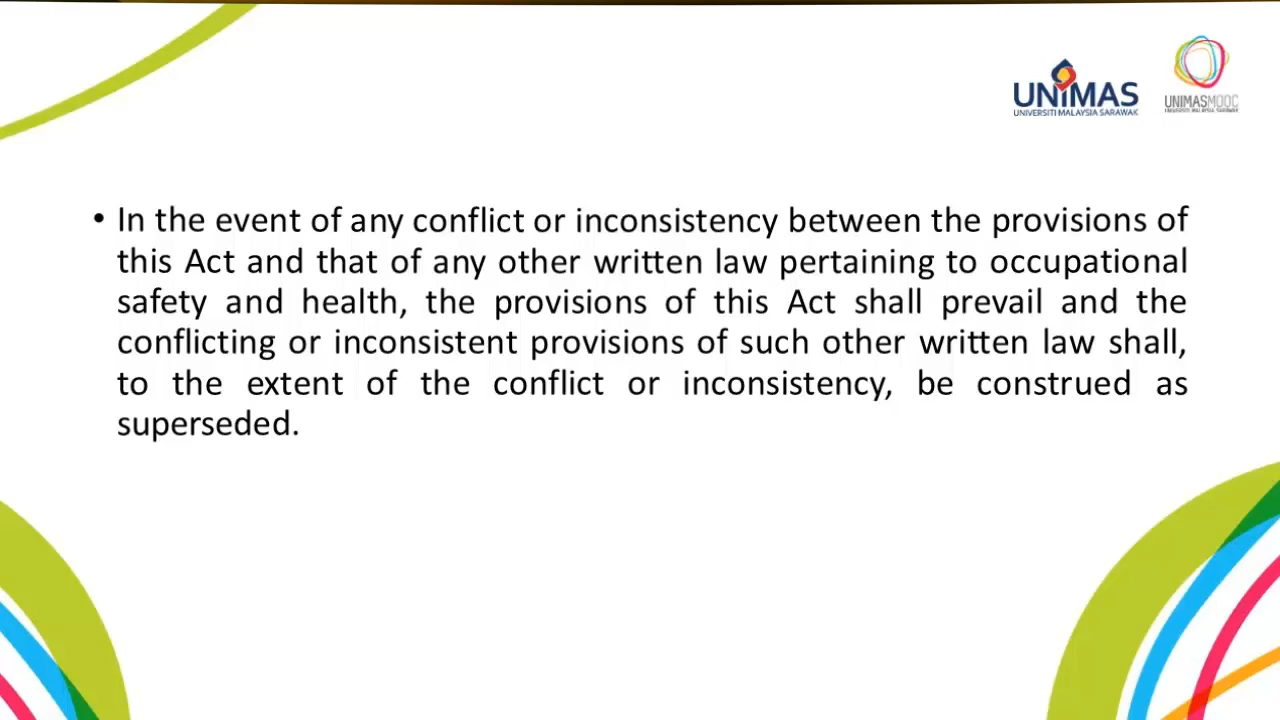 UNIMAS
UNIVERSITI MALAYSIA SARAWAK
UNIMASMOOC
UNIVERSITI MALAYSIA SARAWAK
• In the event of any conflict or inconsistency between the provisions of
this Act and that of any other written law pertaining to occupational
safety and health, the provisions of this Act shall prevail and the
conflicting or inconsistent provisions of such other written law shall,
to the extent of the conflict or inconsistency, be construed as
superseded.